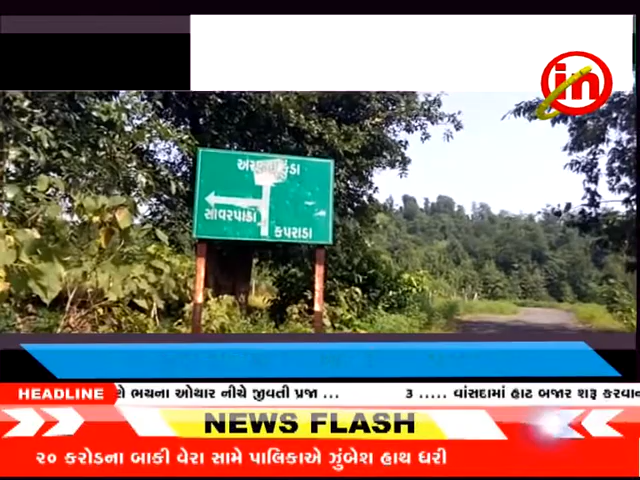 in
સાવરપાડા
કપરાડા
HEADLINE
ભયના ઓથાર નીચે જીવતી પ્રજા ... ૩ ..... વાંસદામાં હાટ બજાર શરૂ કરવાન
NEWS FLASH
૨૦ કરોડના બાકી વેરા સામે પાલિકાએ ઝુંબેશ હાથ ધરી